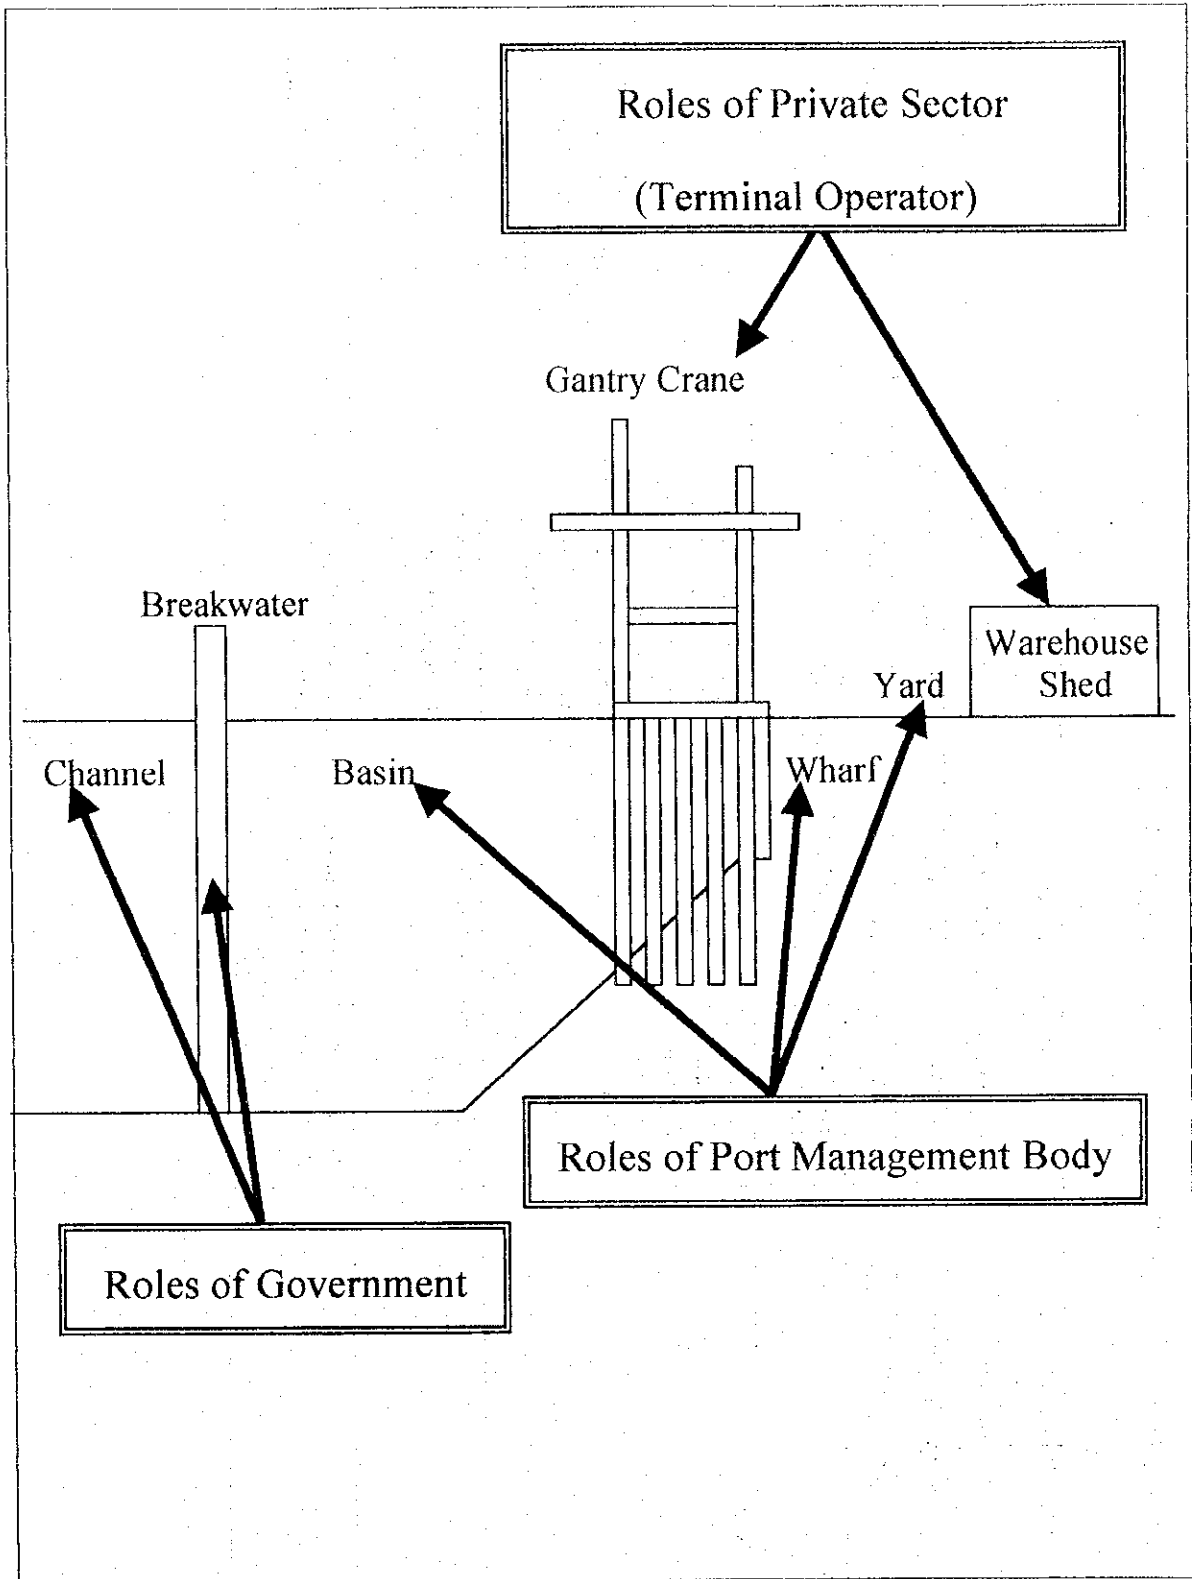 Roles of Private Sector
(Terminal Operator)
Gantry Crane
Breakwater
Warehouse
Shed
Yard
Channel
Basin
Wharf
Roles of Port Management Body
Roles of Government